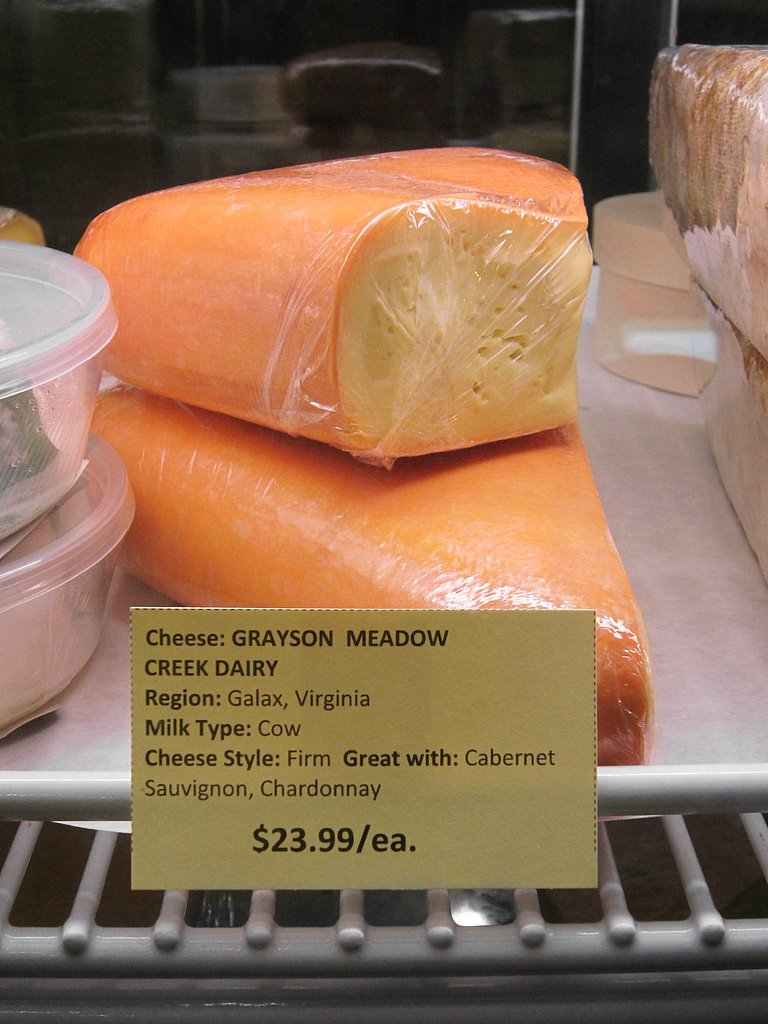 Cheese: GRAYSON MEADOW
CREEK DAIRY
Region: Galax, Virginia
Milk Type: Cow
Cheese Style: Firm Great with: Cabernet
Sauvignon, Chardonnay
$23.99/ea.